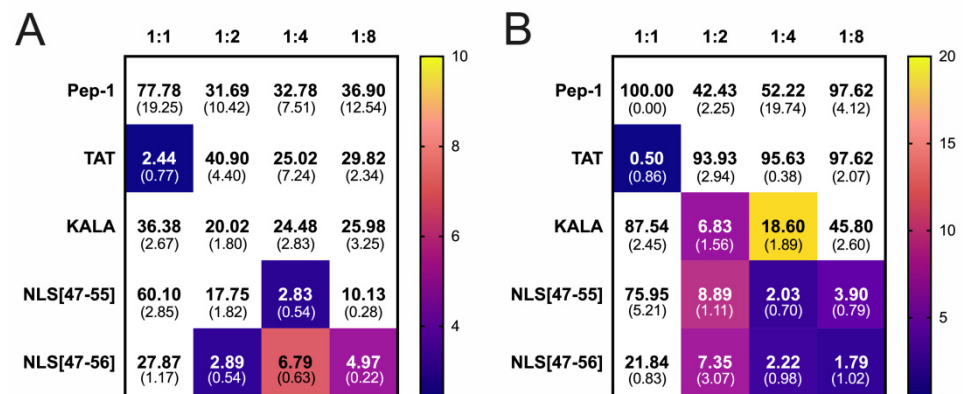 A
1:1 1:2 1:4 1:8
Pep-1 77.78 31.69 32.78 36.90
(19.25) (10.42) (7.51) (12.54)
TAT 2.44 40.90 25.02 29.82
(0.77) (4.40) (7.24) (2.34)
KALA 36.38 20.02 24.48 25.98
(2.67) (1.80) (2.83) (3.25)
NLS[47-55] 60.10 17.75 2.83 10.13
(2.85) (1.82) (0.54) (0.28)
NLS[47-56] 27.87 2.89 6.79 4.97
(1.17) (0.54) (0.63) (0.22)
10
8
6
4
B
1:1 1:2 1:4 1:8
Pep-1 100.00 42.43 52.22 97.62
(0.00) (2.25) (19.74) (4.12)
TAT 0.50 93.93 95.63 97.62
(0.86) (2.94) (0.38) (2.07)
KALA 87.54 6.83 18.60 45.80
(2.45) (1.56) (1.89) (2.60)
NLS[47-55] 75.95 8.89 2.03 3.90
(5.21) (1.11) (0.70) (0.79)
NLS[47-56] 21.84 7.35 2.22 1.79
(0.83) (3.07) (0.98) (1.02)
20
15
10
5